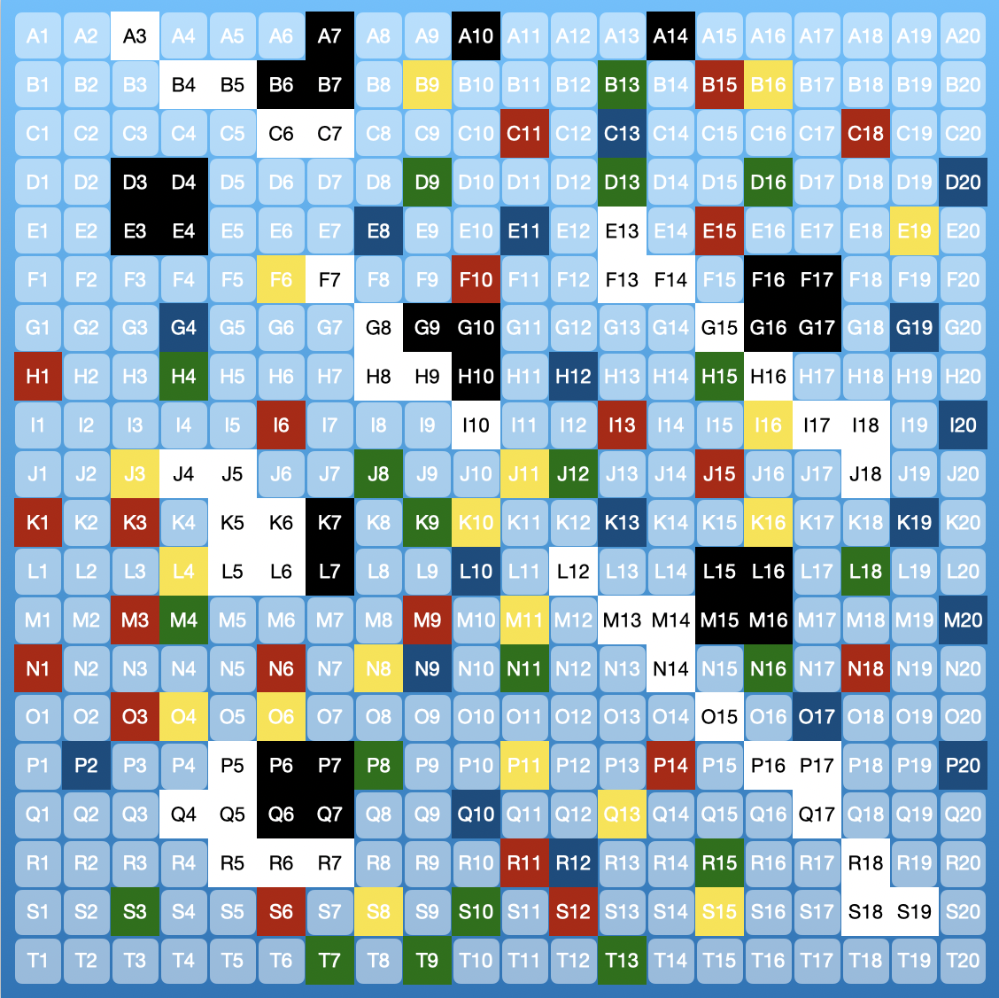 A1 A2 A3 A4 A5 A6 A7 A8 A9 A10 A11 A12 A13 A14 A15 A16 A17 A18 A19 A20
B1 B2 B3 B4 B5 B6 B7 B8 B9 B10 B11 B12 B13 B14 B15 B16 B17 B18 B19 B20
C1 C2 C3 C4 C5 C6 C7 C8 C9 C10 C11 C12 C13 C14 C15 C16 C17 C18 C19 C20
D1 D2 D3 D4 D5 D6 D7 D8 D9 D10 D11 D12 D13 D14 D15 D16 D17 D18 D19 D20
E1 E2 E3 E4 E5 E6 E7 E8 E9 E10 E11 E12 E13 E14 E15 E16 E17 E18 E19 E20
F1 F2 F3 F4 F5 F6 F7 F8 F9 F10 F11 F12 F13 F14 F15 F16 F17 F18 F19 F20
G1 G2 G3 G4 G5 G6 G7 G8 G9 G10 G11 G12 G13 G14 G15 G16 G17 G18 G19 G20
H1 H2 H3 H4 H5 H6 H7 H8 H9 H10 H11 H12 H13 H14 H15 H16 H17 H18 H19 H20
I1 I2 I3 I4 I5 I6 I7 I8 I9 I10 I11 I12 I13 I14 I15 I16 I17 I18 I19 I20
J1 J2 J3 J4 J5 J6 J7 J8 J9 J10 J11 J12 J13 J14 J15 J16 J17 J18 J19 J20
K1 K2 K3 K4 K5 K6 K7 K8 K9 K10 K11 K12 K13 K14 K15 K16 K17 K18 K19 K20
L1 L2 L3 L4 L5 L6 L7 L8 L9 L10 L11 L12 L13 L14 L15 L16 L17 L18 L19 L20
M1 M2 M3 M4 M5 M6 M7 M8 M9 M10 M11 M12 M13 M14 M15 M16 M17 M18 M19 M20
N1 N2 N3 N4 N5 N6 N7 N8 N9 N10 N11 N12 N13 N14 N15 N16 N17 N18 N19 N20
O1 O2 O3 O4 O5 O6 O7 O8 O9 O10 O11 O12 O13 O14 O15 O16 O17 O18 O19 O20
P1 P2 P3 P4 P5 P6 P7 P8 P9 P10 P11 P12 P13 P14 P15 P16 P17 P18 P19 P20
Q1 Q2 Q3 Q4 Q5 Q6 Q7 Q8 Q9 Q10 Q11 Q12 Q13 Q14 Q15 Q16 Q17 Q18 Q19 Q20
R1 R2 R3 R4 R5 R6 R7 R8 R9 R10 R11 R12 R13 R14 R15 R16 R17 R18 R19 R20
S1 S2 S3 S4 S5 S6 S7 S8 S9 S10 S11 S12 S13 S14 S15 S16 S17 S18 S19 S20
T1 T2 T3 T4 T5 T6 T7 T8 T9 T10 T11 T12 T13 T14 T15 T16 T17 T18 T19 T20